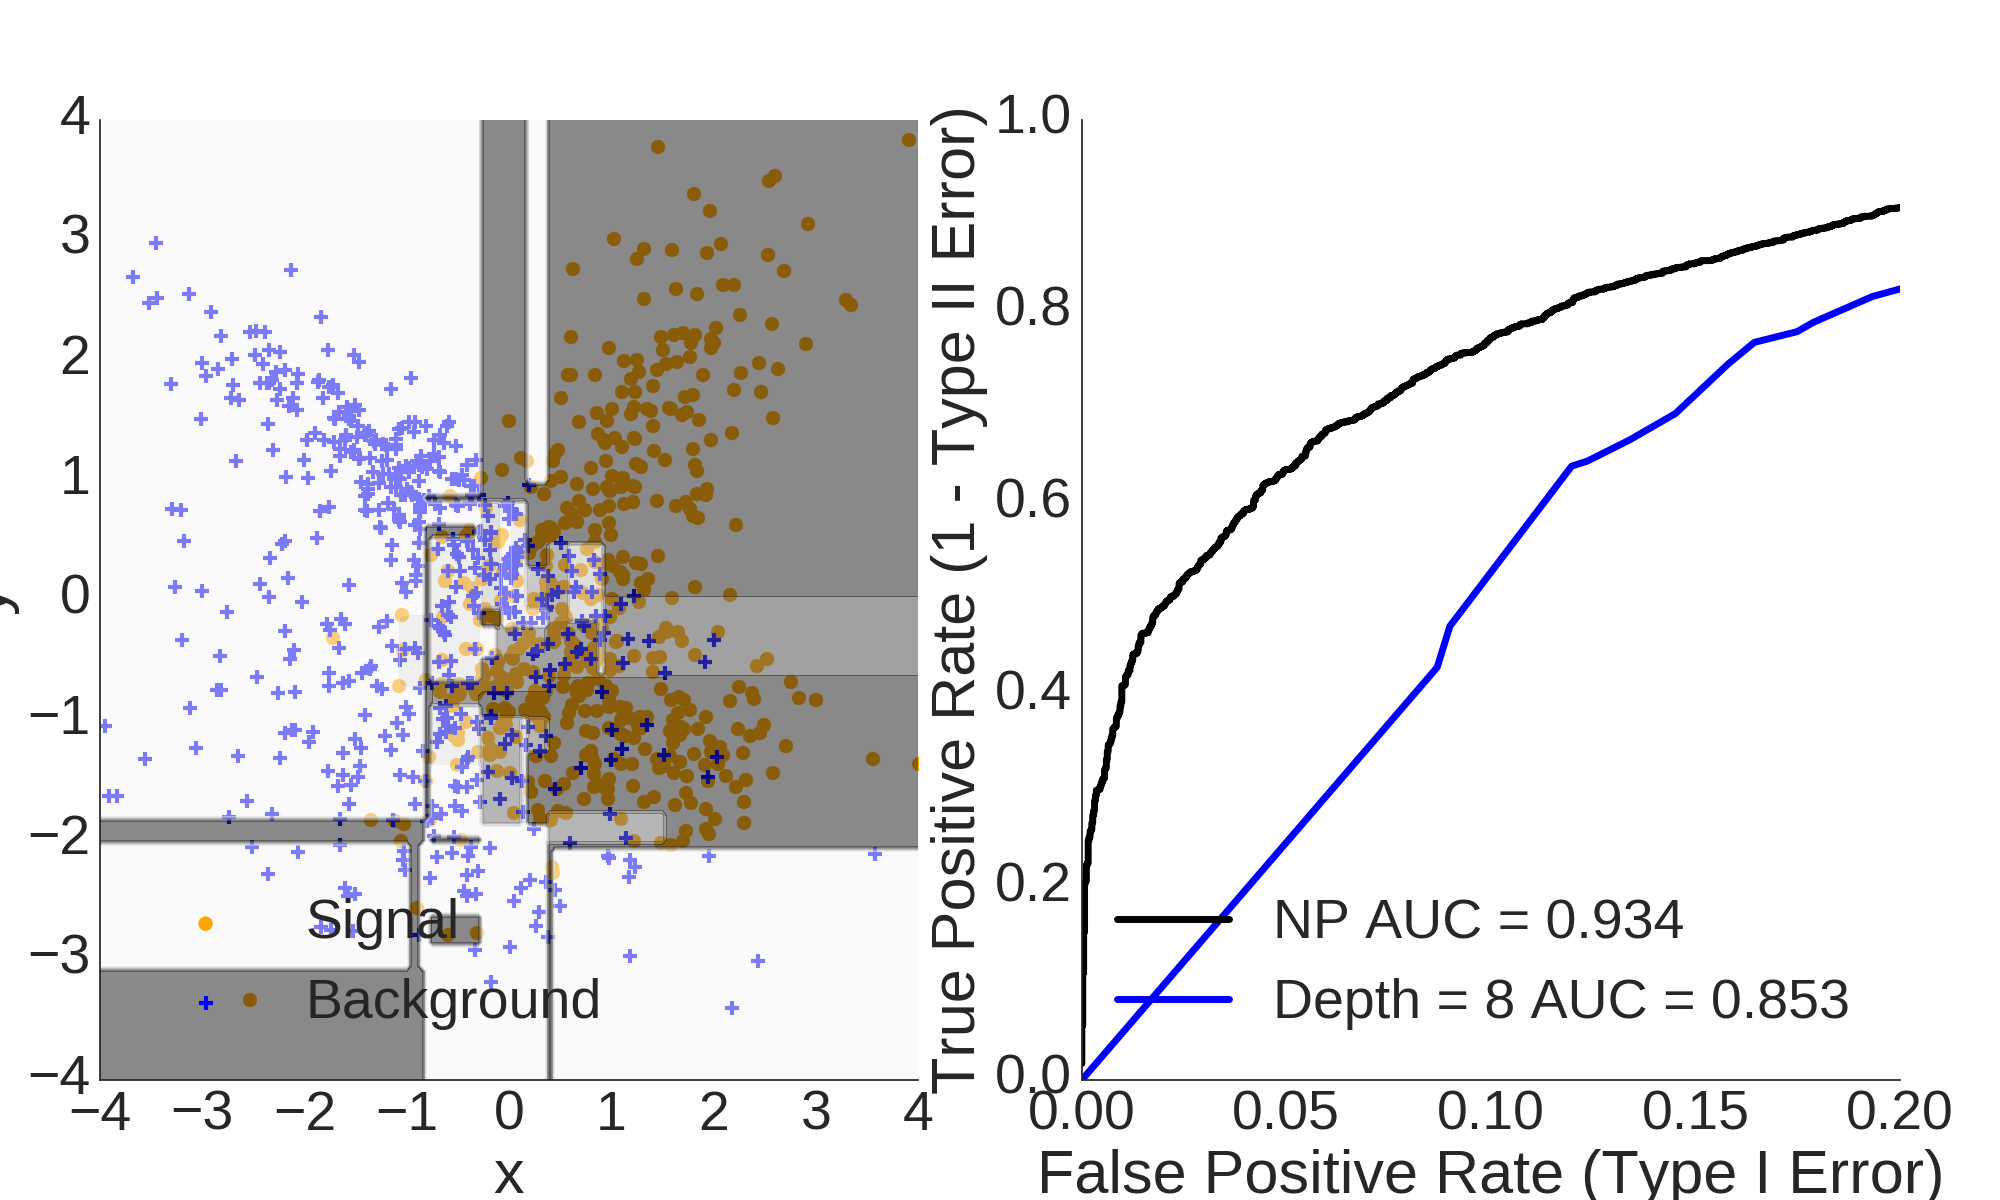 4
3
2
1
0
−1
−2
−3
−4
y
−4 −3 −2 −1 0 1 2 3 4
x
Signal
Background
True Positive Rate (1 - Type II Error)
1.0
0.8
0.6
0.4
0.2
0.0
0.00 0.05 0.10 0.15 0.20
False Positive Rate (Type I Error)
NP AUC = 0.934
Depth = 8 AUC = 0.853